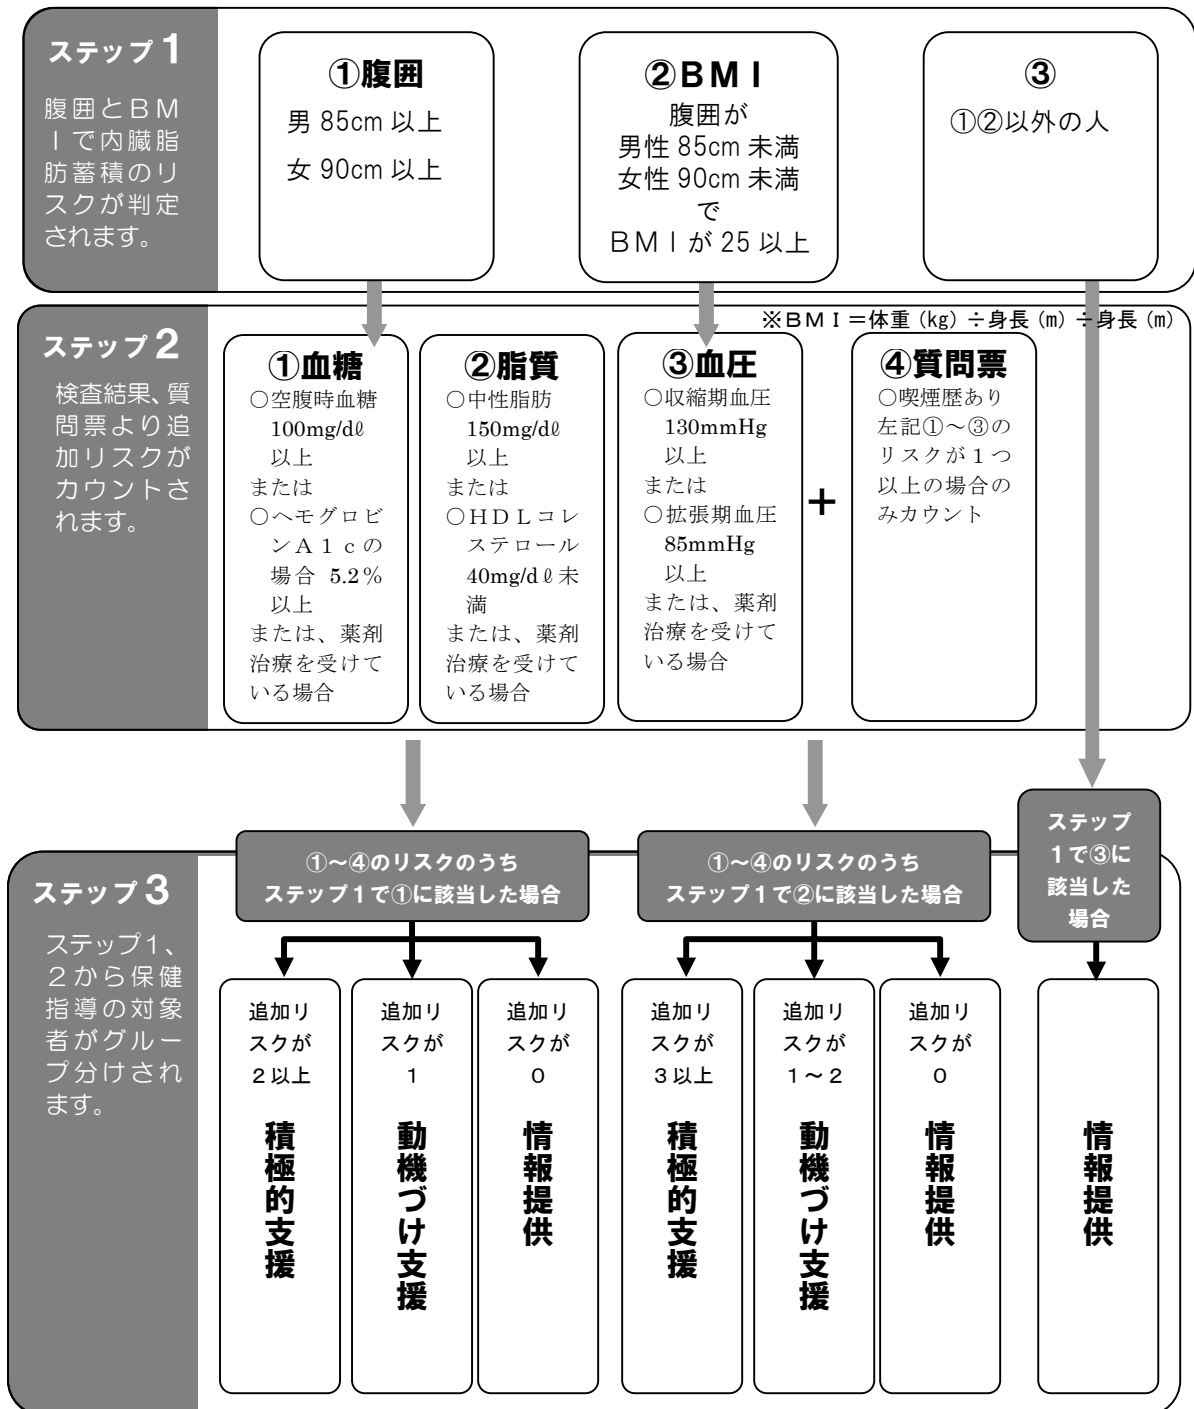 ステップ1
腹囲とBM
Iで内臓脂
肪蓄積のリ
スクが判定
されます。
①腹囲
男 85cm 以上
女 90cm 以上
②BMI
腹囲が
男性 85cm 未満
女性 90cm 未満
で
BMIが 25 以上
③
①②以外の人
※BMI=体重(kg)÷身長(m)÷身長(m)
ステップ2
検査結果、質
問票より追
加リスクが
カウントさ
れます。
①血糖
○空腹時血糖
100mg/dℓ
以上
または
○ヘモグロビ
ンA1cの
場合 5.2%
以上
または、薬剤
治療を受けて
いる場合
②脂質
○中性脂肪
150mg/dℓ
以上
または
○HDLコレ
ステロール
40mg/dℓ未
満
または、薬剤
治療を受けて
いる場合
③血圧
○収縮期血圧
130mmHg
以上
または
○拡張期血圧
85mmHg
以上
または、薬剤
治療を受けて
いる場合
+
④質問票
○喫煙歴あり
左記①~③の
リスクが1つ
以上の場合の
みカウント
ステップ3
ステップ1、
2から保健
指導の対象
者がグルー
プ分けされ
ます。
①~④のリスクのうち
ステップ1で①に該当した場合
追加リ
スクが
2以上
積極的支援
追加リ
スクが
1
動機づけ支援
追加リ
スクが
0
情報提供
①~④のリスクのうち
ステップ1で②に該当した場合
追加リ
スクが
3以上
積極的支援
追加リ
スクが
1~2
動機づけ支援
追加リ
スクが
0
情報提供
ステップ
1で③に
該当した
場合
情報提供